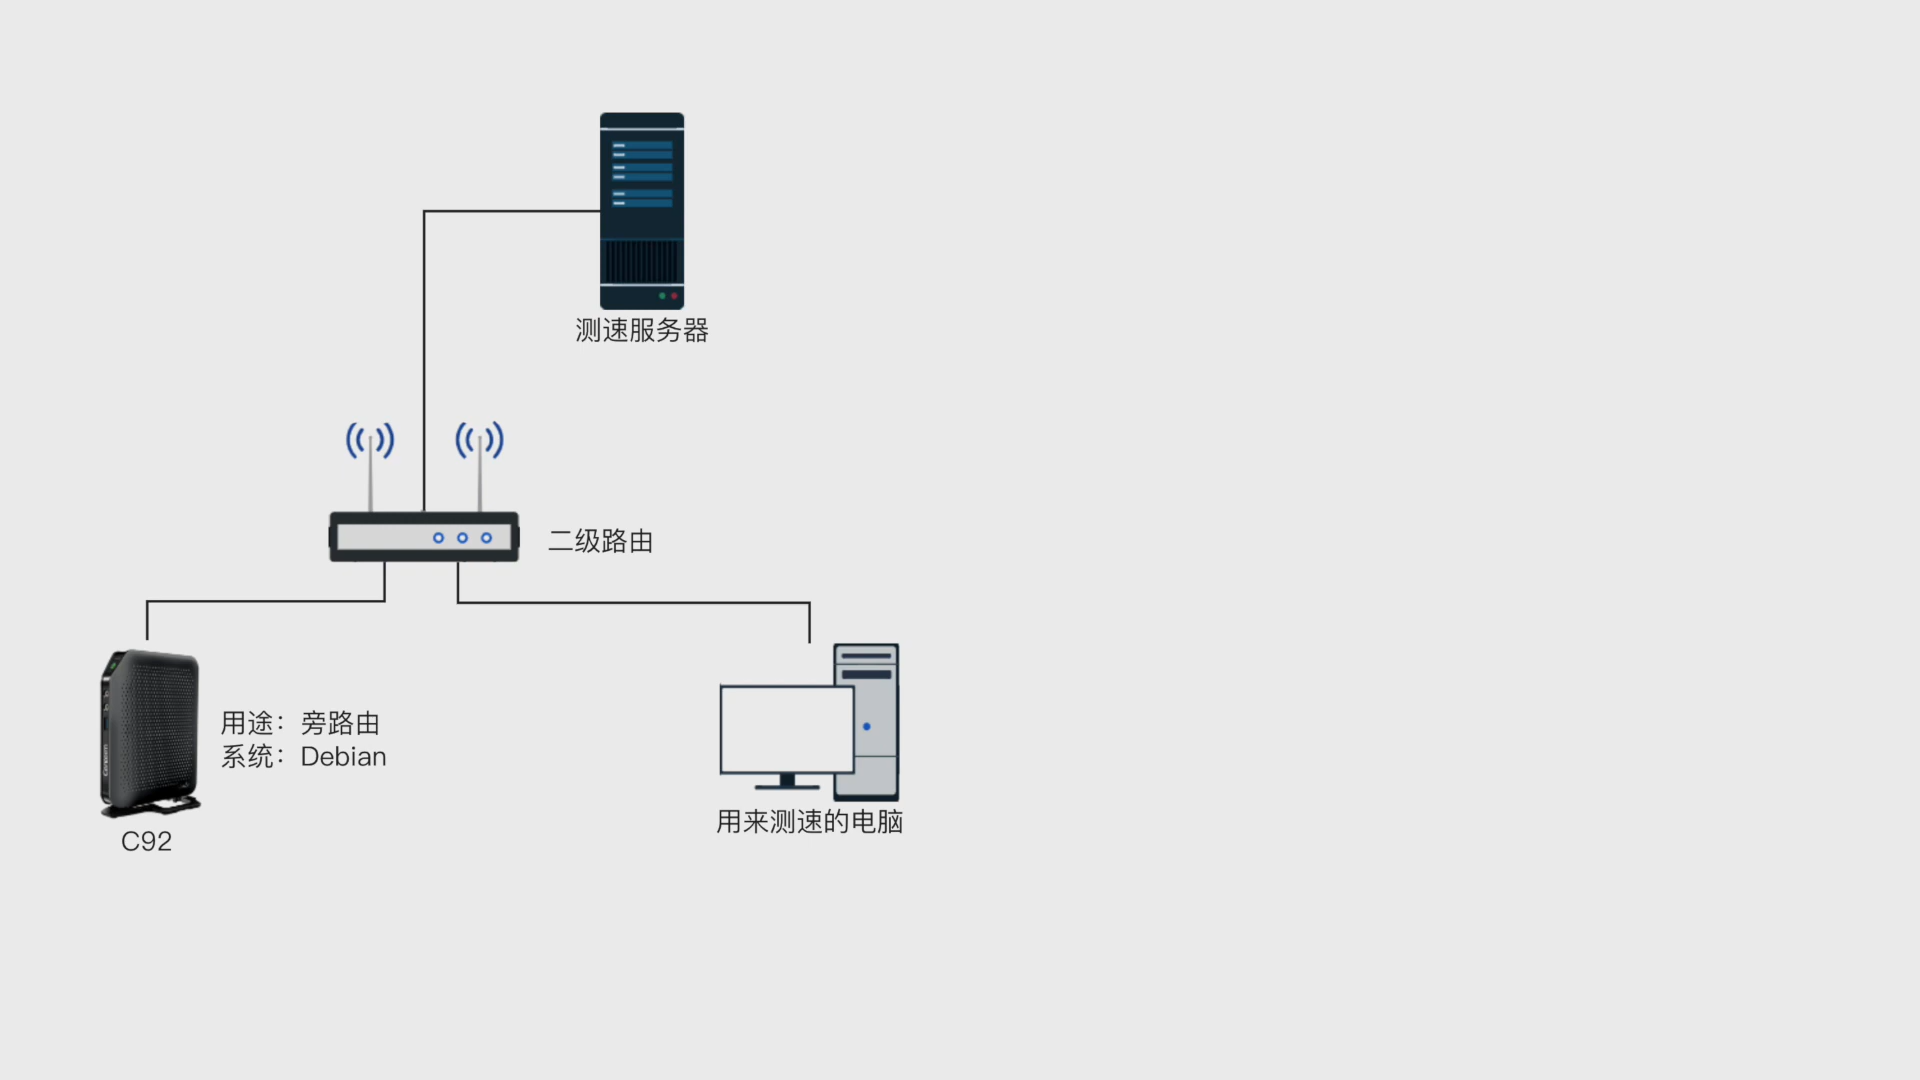 测速服务器
二级路由
用途：旁路由
系统：Debian
C92
用来测速的电脑